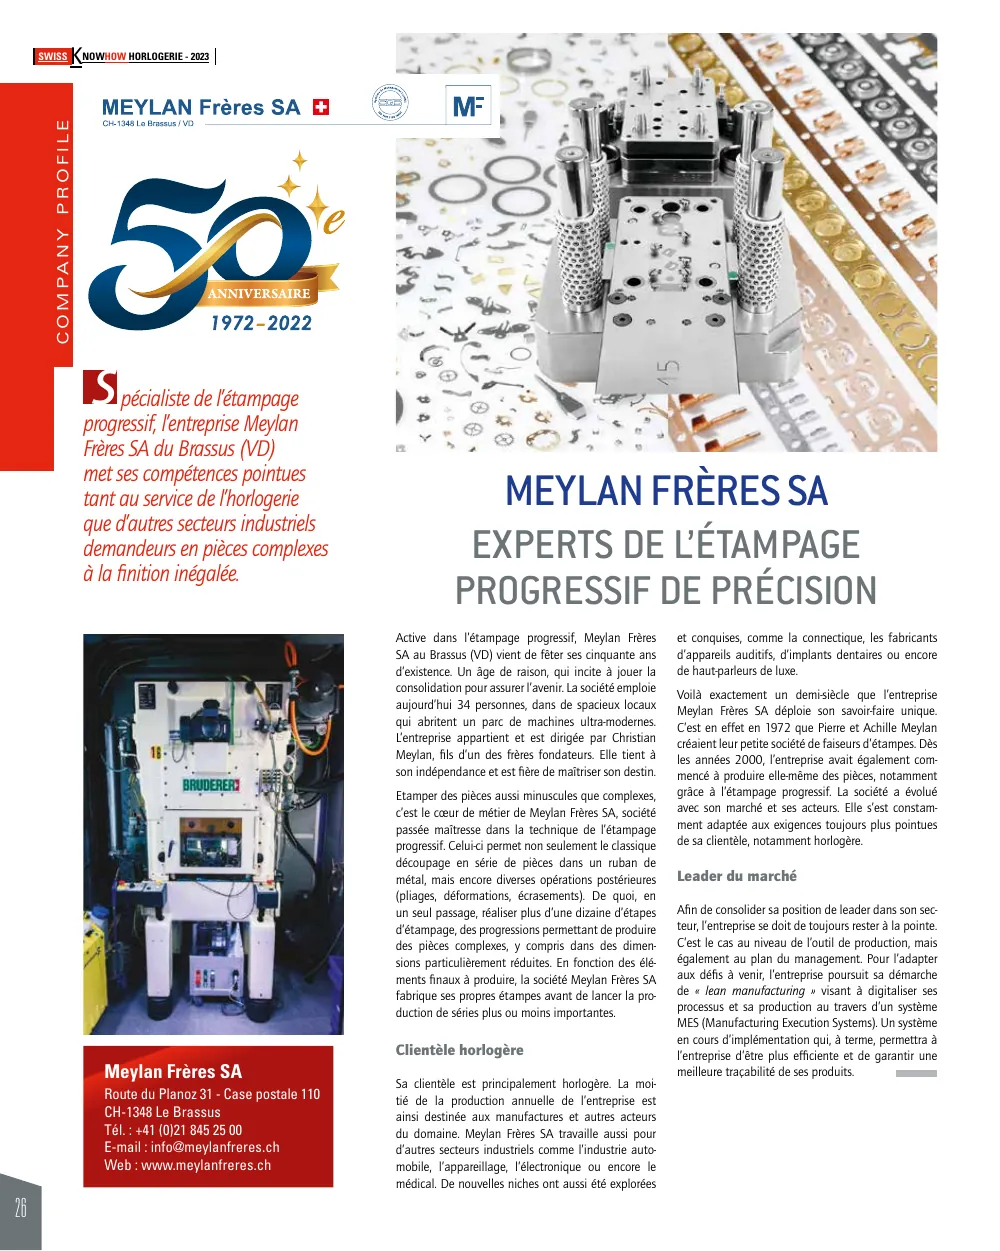 SWISS KNOWHOW HORLOGERIE - 2023
COMPANY PROFILE
MEYLAN Frères SA
CH-1348 Le Brassus / VD
MF
50e
ANNIVERSAIRE
1972-2022
Spécialiste de l'étampage
progressif, l'entreprise Meylan
Frères SA du Brassus (VD)
met ses compétences pointues
tant au service de l'horlogerie
que d'autres secteurs industriels
demandeurs en pièces complexes
à la finition inégalée.
15
16
BRUDERER
Meylan Frères SA
Route du Planoz 31 - Case postale 110
CH-1348 Le Brassus
Tél. : +41 (0)21 845 25 00
E-mail : info@meylanfreres.ch
Web : www.meylanfreres.ch
MEYLAN FRÈRES SA
EXPERTS DE L'ÉTAMPAGE
PROGRESSIF DE PRÉCISION
Active dans l'étampage progressif, Meylan Frères
SA au Brassus (VD) vient de fêter ses cinquante ans
d'existence. Un âge de raison, qui incite à jouer la
consolidation pour assurer l'avenir. La société emploie
aujourd'hui 34 personnes, dans de spacieux locaux
qui abritent un parc de machines ultra-modernes.
L'entreprise appartient et est dirigée par Christian
Meylan, fils d'un des frères fondateurs. Elle tient à
son indépendance et est fière de maîtriser son destin.
Etamper des pièces aussi minuscules que complexes,
c'est le cœur de métier de Meylan Frères SA, société
passée maîtresse dans la technique de l'étampage
progressif. Celui-ci permet non seulement le classique
découpage en série de pièces dans un ruban de
métal, mais encore diverses opérations postérieures
(pliages, déformations, écrasements). De quoi, en
un seul passage, réaliser plus d'une dizaine d'étapes
d'étampage, des progressions permettant de produire
des pièces complexes, y compris dans des dimen-
sions particulièrement réduites. En fonction des élé-
ments finaux à produire, la société Meylan Frères SA
fabrique ses propres étampes avant de lancer la pro-
duction de séries plus ou moins importantes.
Clientèle horlogère
Sa clientèle est principalement horlogère. La moi-
tié de la production annuelle de l'entreprise est
ainsi destinée aux manufactures et autres acteurs
du domaine. Meylan Frères SA travaille aussi pour
d'autres secteurs industriels comme l'industrie auto-
mobile, l'appareillage, l'électronique ou encore le
médical. De nouvelles niches ont aussi été explorées
et conquises, comme la connectique, les fabricants
d'appareils auditifs, d'implants dentaires ou encore
de haut-parleurs de luxe.
Voilà exactement un demi-siècle que l'entreprise
Meylan Frères SA déploie son savoir-faire unique.
C'est en effet en 1972 que Pierre et Achille Meylan
créaient leur petite société de faiseurs d'étampes. Dès
les années 2000, l'entreprise avait également com-
mencé à produire elle-même des pièces, notamment
grâce à l'étampage progressif. La société a évolué
avec son marché et ses acteurs. Elle s'est constam-
ment adaptée aux exigences toujours plus pointues
de sa clientèle, notamment horlogère.
Leader du marché
Afin de consolider sa position de leader dans son sec-
teur, l'entreprise se doit de toujours rester à la pointe.
C'est le cas au niveau de l'outil de production, mais
également au plan du management. Pour l'adapter
aux défis à venir, l'entreprise poursuit sa démarche
de « lean manufacturing » visant à digitaliser ses
processus et sa production au travers d'un système
MES (Manufacturing Execution Systems). Un système
en cours d'implémentation qui, à terme, permettra à
l'entreprise d'être plus efficiente et de garantir une
meilleure traçabilité de ses produits.
26